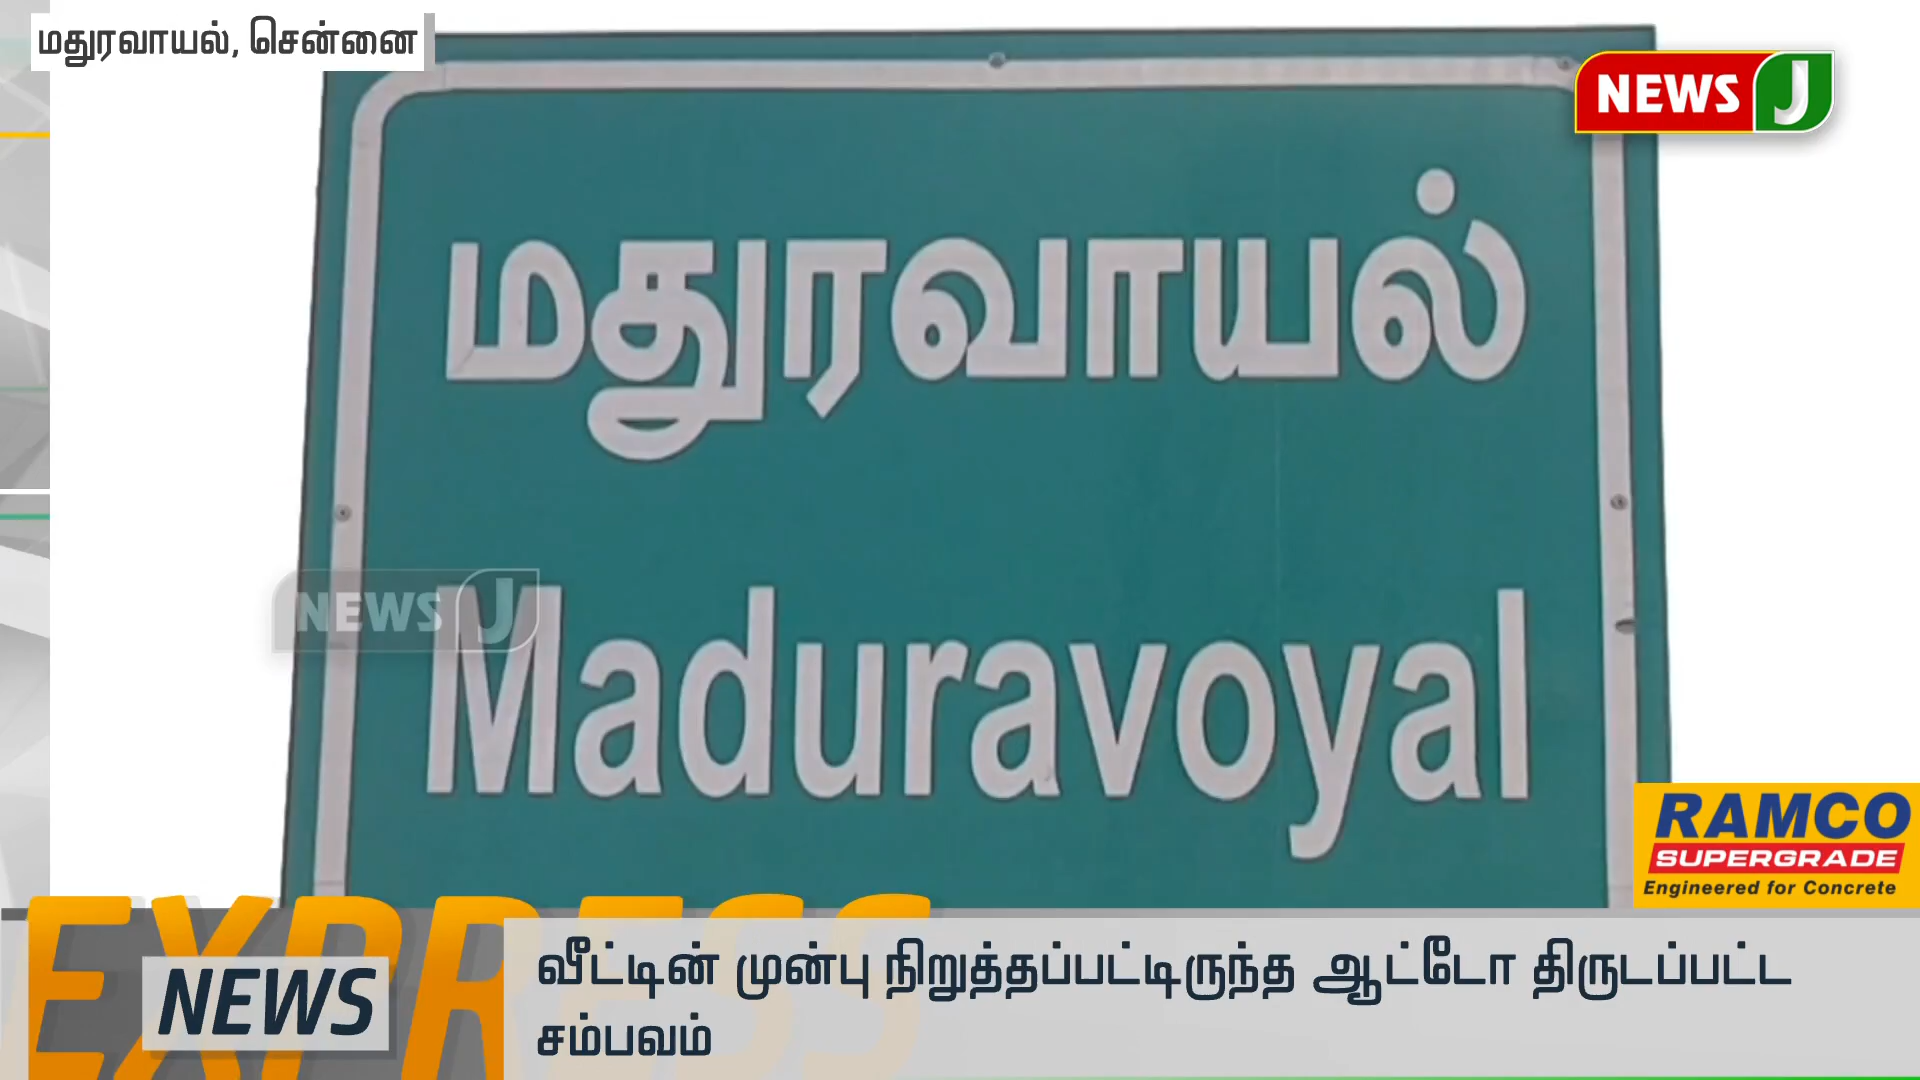 மதுரவாயல், சென்னை
NEWS J
மதுரவாயல்
NEWS J
Maduravoyal
RAMCO
SUPERGRADE
Engineered for Concrete
EXPRESS
NEWS
வீட்டின் முன்பு நிறுத்தப்பட்டிருந்த ஆட்டோ திருடப்பட்ட
சம்பவம்